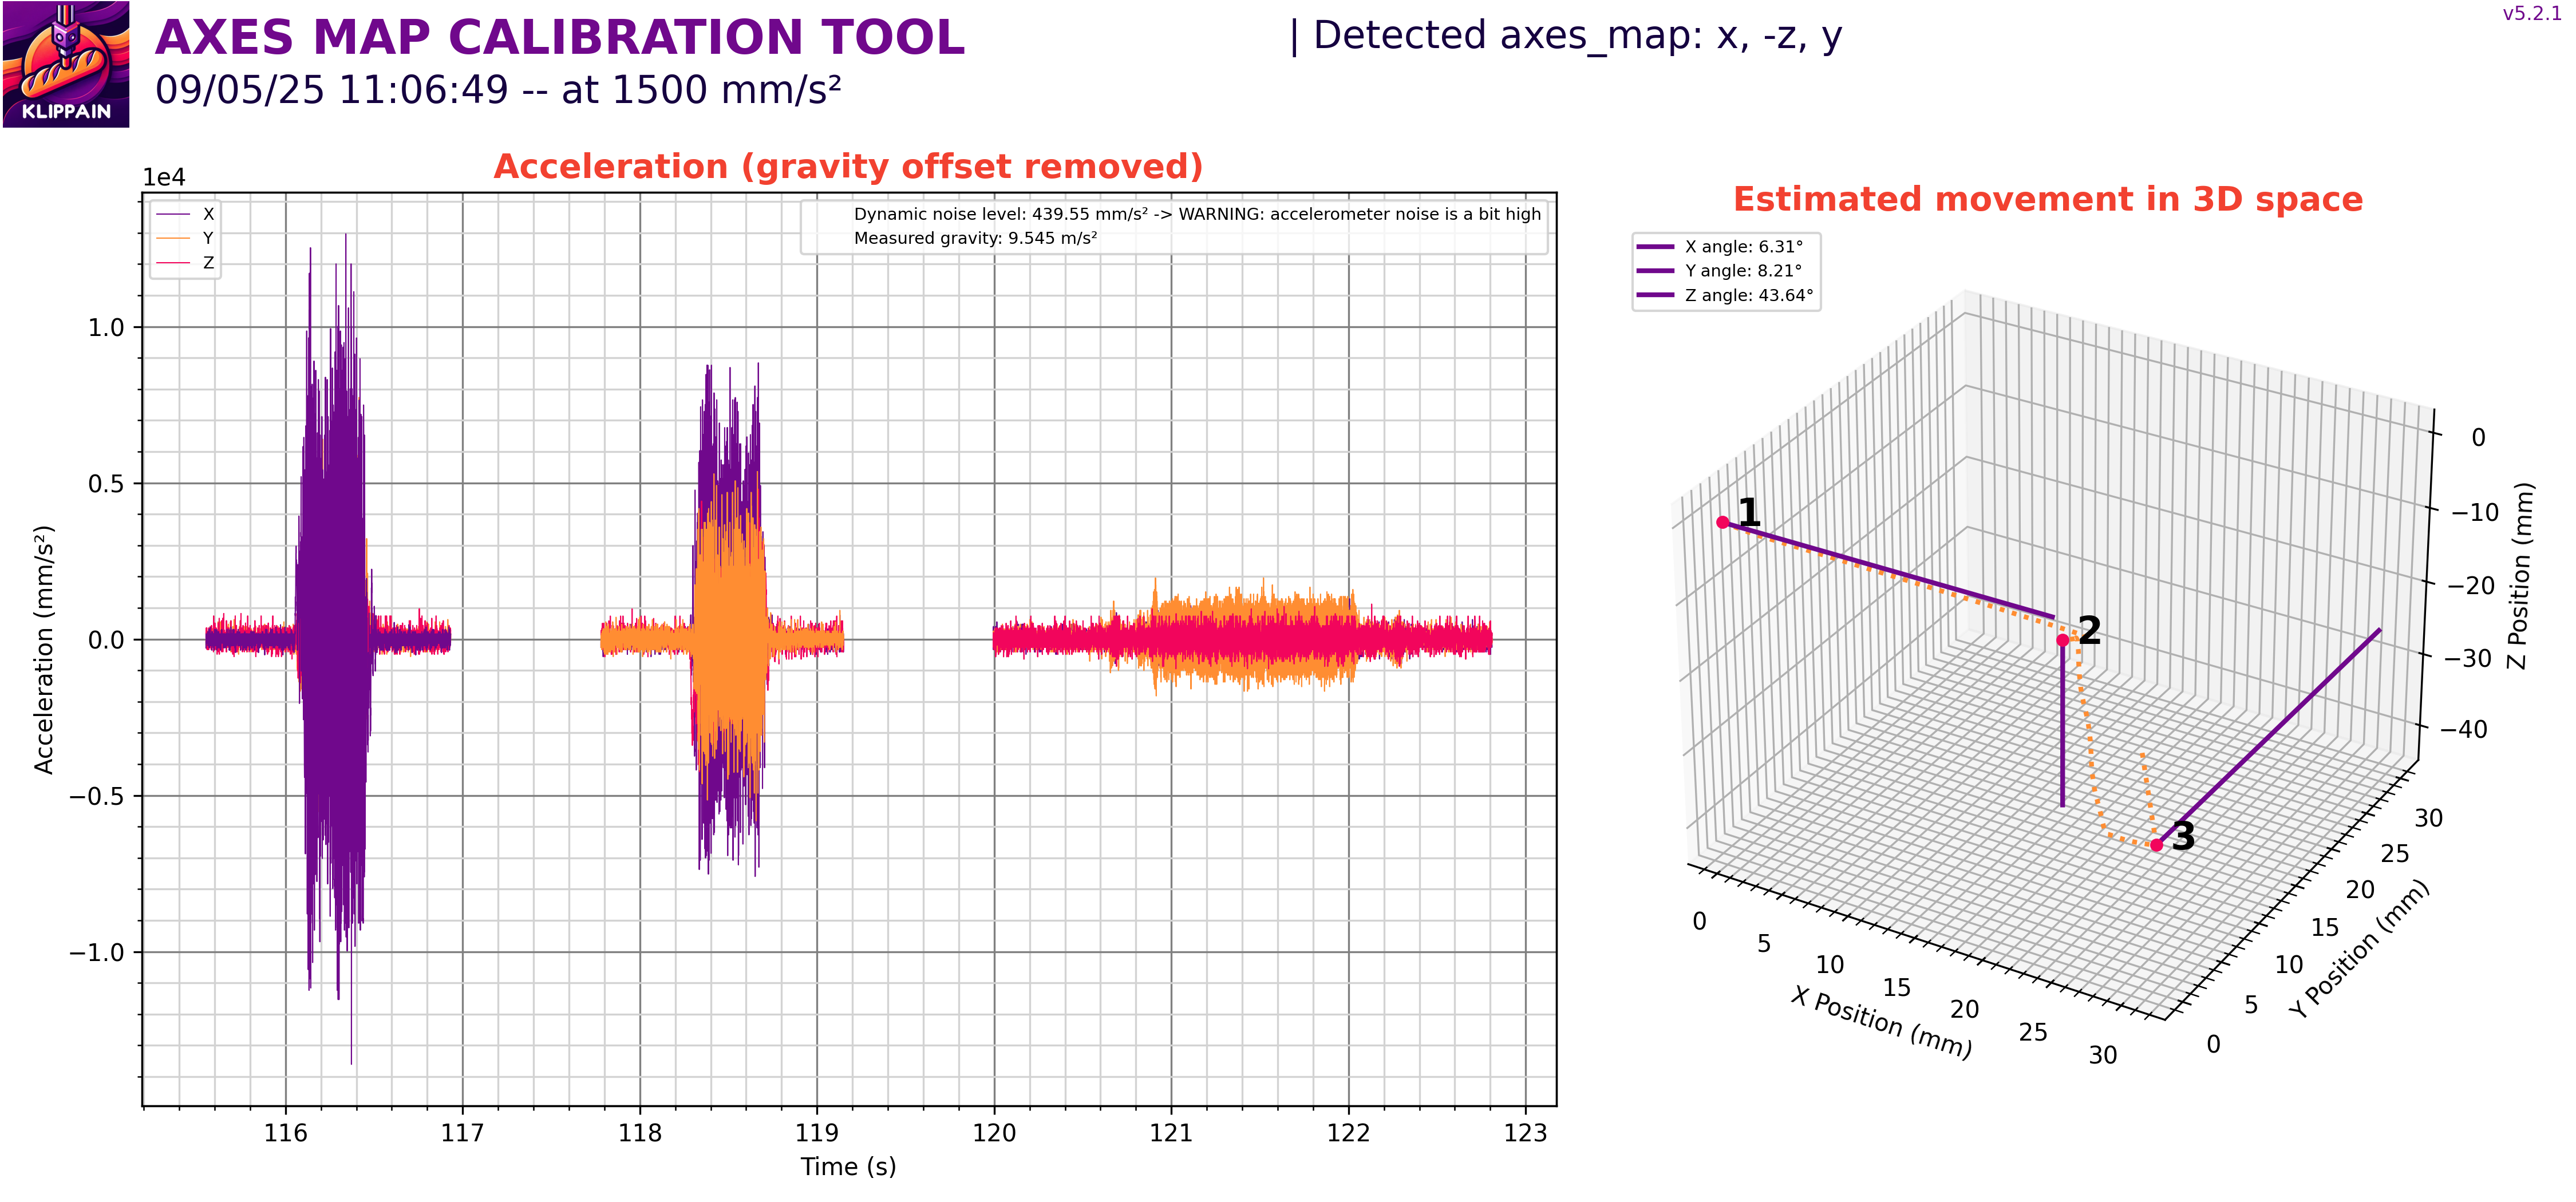 v5.2.1
KLIPPAIN
AXES MAP CALIBRATION TOOL
| Detected axes_map: x, -z, y
09/05/25 11:06:49 -- at 1500 mm/s²
Acceleration (gravity offset removed)
1e4
X
Y
Z
Dynamic noise level: 439.55 mm/s² -> WARNING: accelerometer noise is a bit high
Measured gravity: 9.545 m/s²
1.0
0.5
0.0
−0.5
−1.0
Acceleration (mm/s²)
116 117 118 119 120 121 122 123
Time (s)
Estimated movement in 3D space
X angle: 6.31°
Y angle: 8.21°
Z angle: 43.64°
1
2
3
0
−10
−20
−30
−40
Z Position (mm)
0
5
10
15
20
25
30
X Position (mm)
0
5
10
15
20
25
30
Y Position (mm)